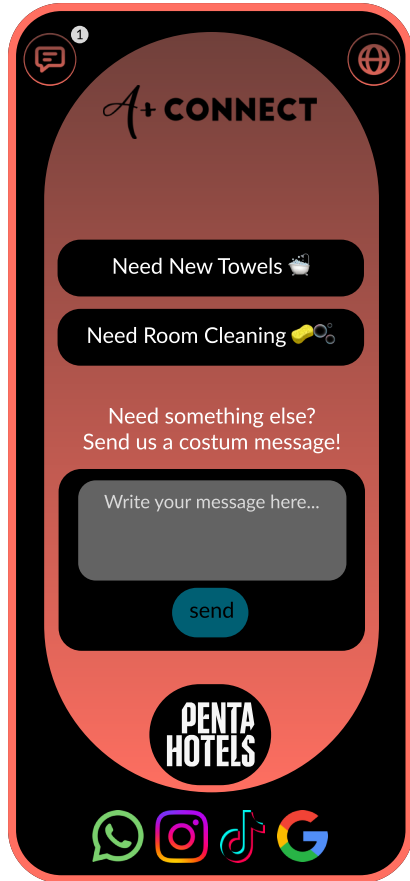 1
A+ CONNECT
Need New Towels 🛀
Need Room Cleaning 🧽🫧
Need something else?
Send us a costum message!
Write your message here...
send
PENTA
HOTELS